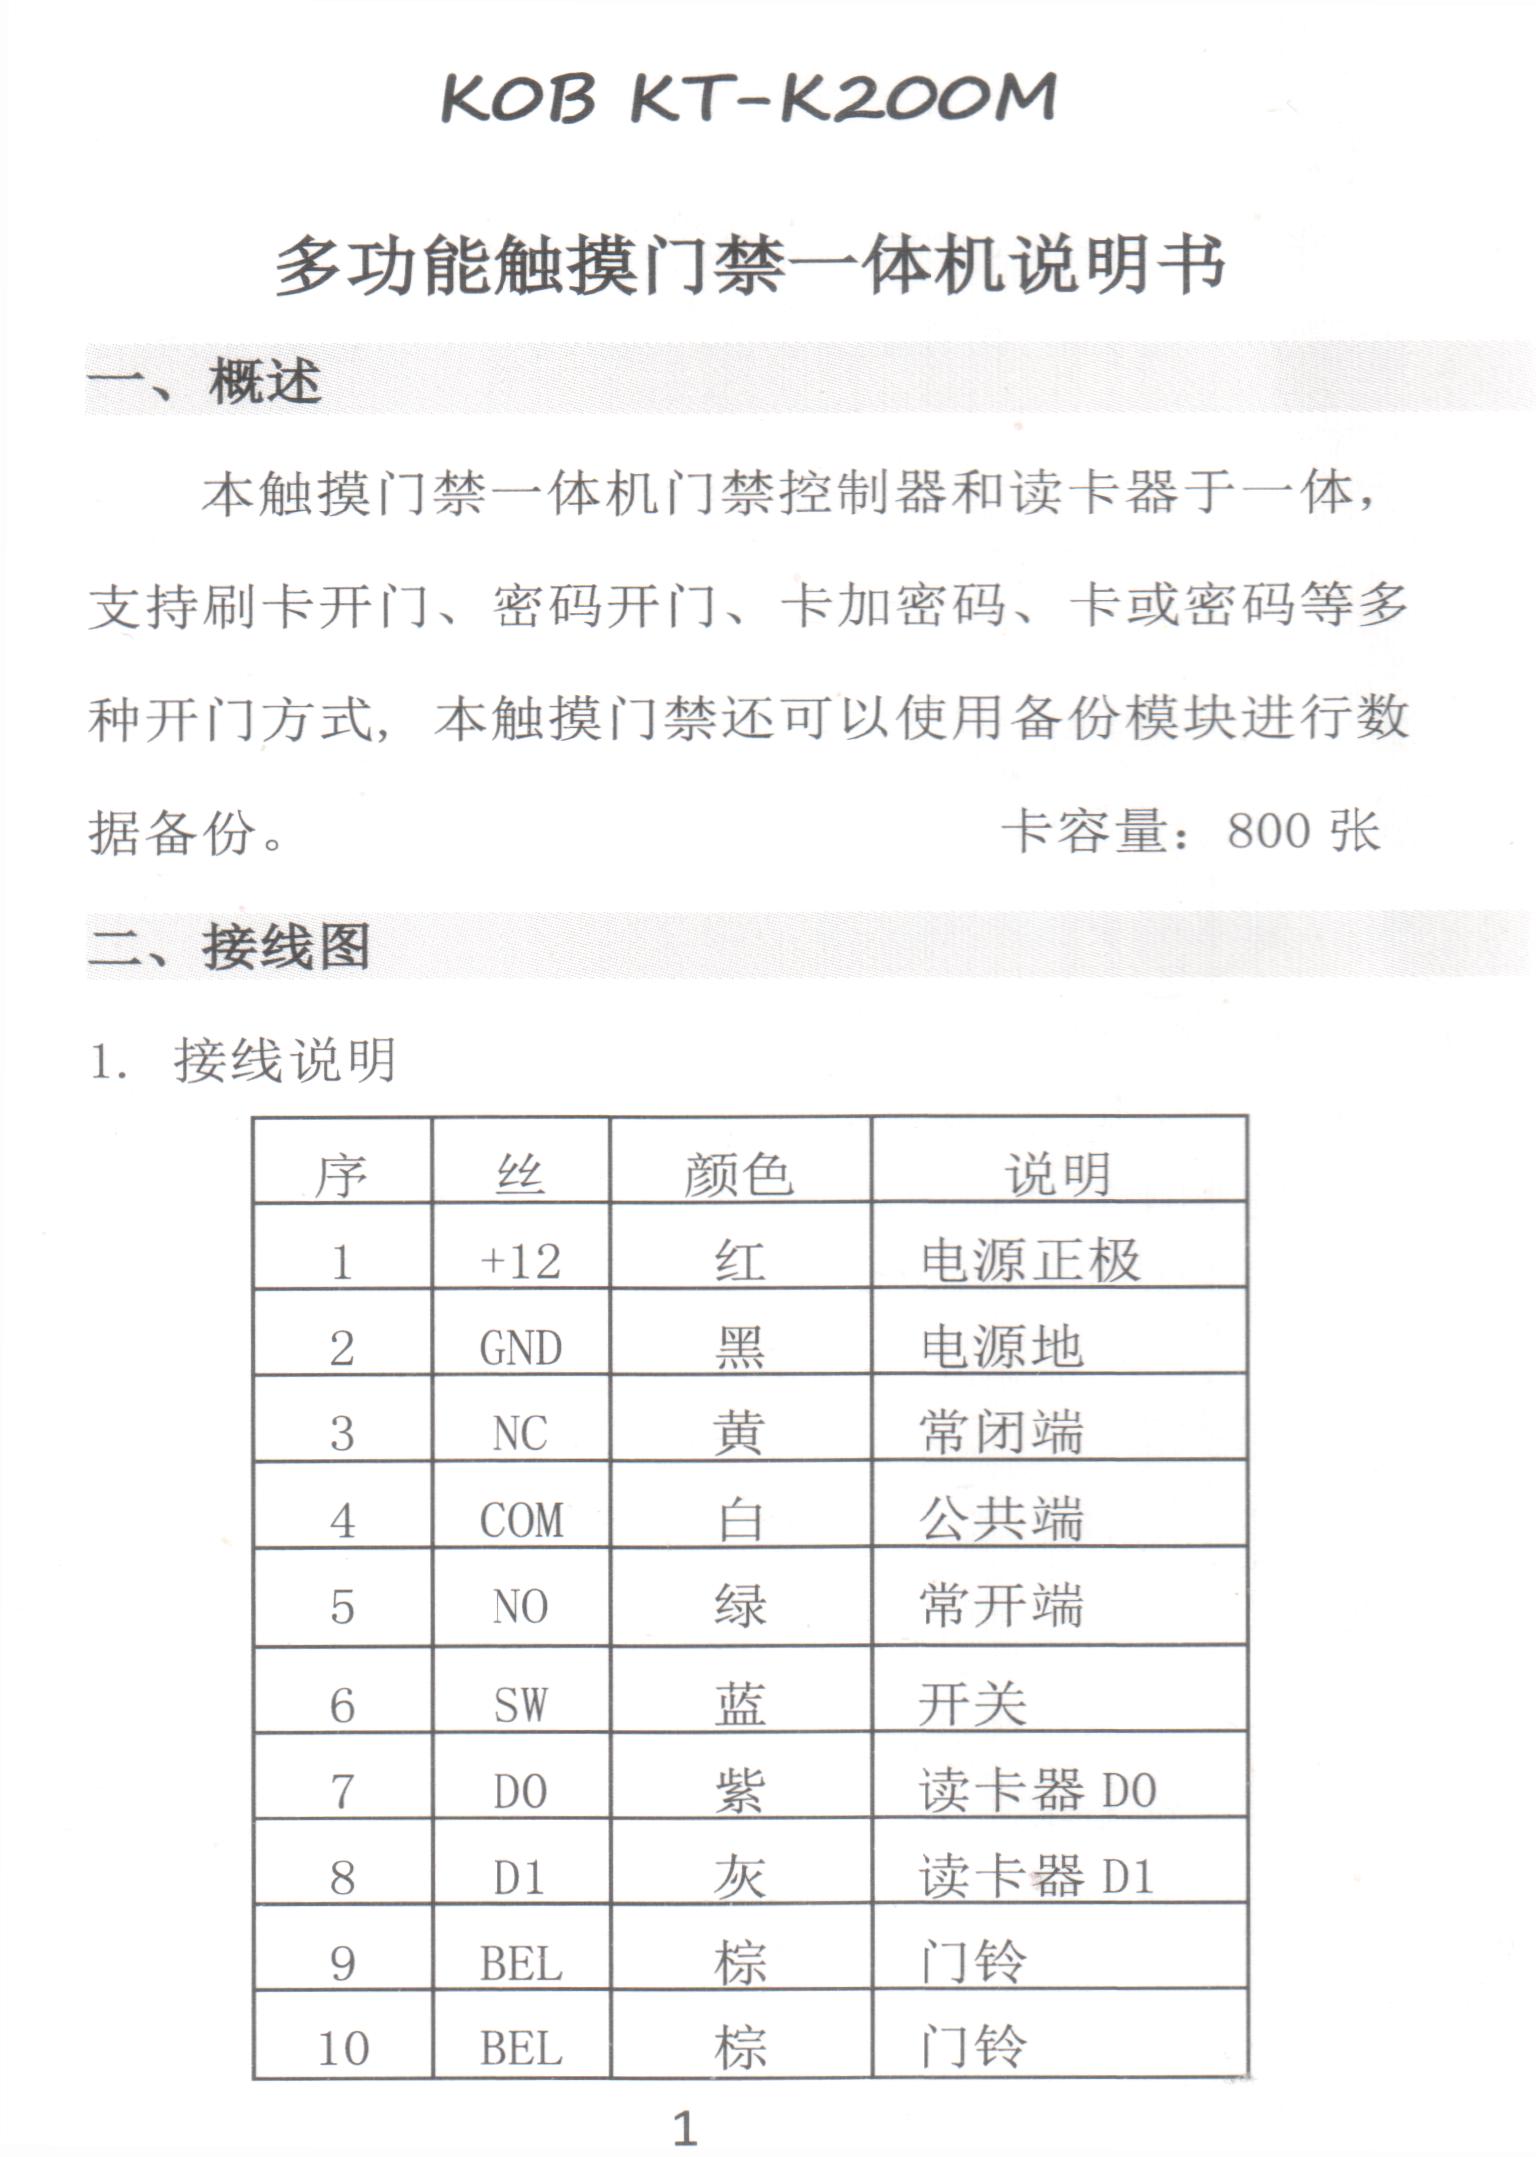 KOB KT-K200M
多功能触摸门禁一体机说明书
一、概述
本触摸门禁一体机门禁控制器和读卡器于一体，
支持刷卡开门、密码开门、卡加密码、卡或密码等多
种开门方式, 本触摸门禁还可以使用备份模块进行数
据备份。 卡容量：800 张
二、接线图
1. 接线说明
序 丝 颜色 说明
1 +12 红 电源正极
2 GND 黑 电源地
3 NC 黄 常闭端
4 COM 白 公共端
5 NO 绿 常开端
6 SW 蓝 开关
7 D0 紫 读卡器 D0
8 D1 灰 读卡器 D1
9 BEL 棕 门铃
10 BEL 棕 门铃
1